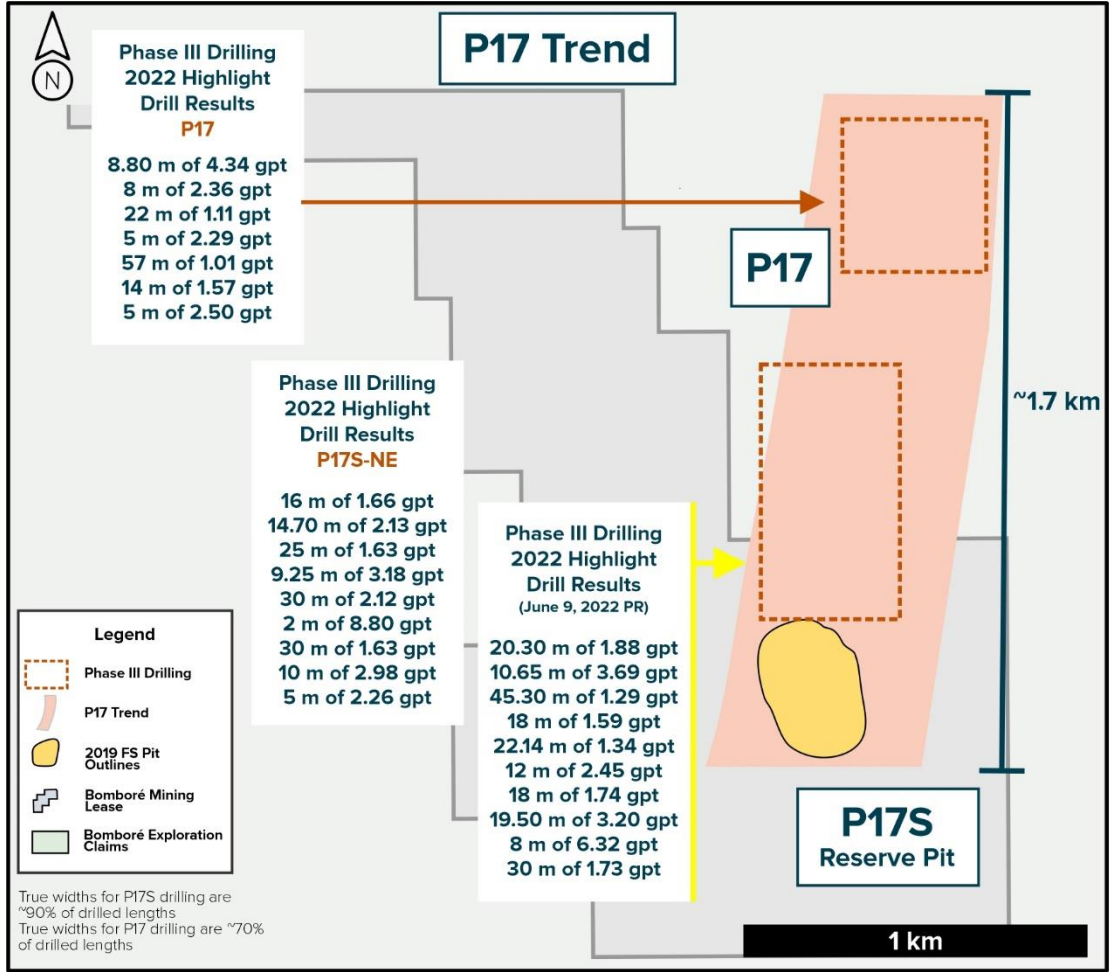 N
P17 Trend
Phase III Drilling
2022 Highlight
Drill Results
P17
8.80 m of 4.34 gpt
8 m of 2.36 gpt
22 m of 1.11 gpt
5 m of 2.29 gpt
57 m of 1.01 gpt
14 m of 1.57 gpt
5 m of 2.50 gpt
P17
~1.7 km
Phase III Drilling
2022 Highlight
Drill Results
P17S-NE
16 m of 1.66 gpt
14.70 m of 2.13 gpt
25 m of 1.63 gpt
9.25 m of 3.18 gpt
30 m of 2.12 gpt
2 m of 8.80 gpt
30 m of 1.63 gpt
10 m of 2.98 gpt
5 m of 2.26 gpt
Phase III Drilling
2022 Highlight
Drill Results
(June 9, 2022 PR)
20.30 m of 1.88 gpt
10.65 m of 3.69 gpt
45.30 m of 1.29 gpt
18 m of 1.59 gpt
22.14 m of 1.34 gpt
12 m of 2.45 gpt
18 m of 1.74 gpt
19.50 m of 3.20 gpt
8 m of 6.32 gpt
30 m of 1.73 gpt
P17S
Reserve Pit
Legend
Phase III Drilling
P17 Trend
2019 FS Pit
Outlines
Bomboré Mining
Lease
Bomboré Exploration
Claims
True widths for P17S drilling are
~90% of drilled lengths
True widths for P17 drilling are ~70%
of drilled lengths
1 km